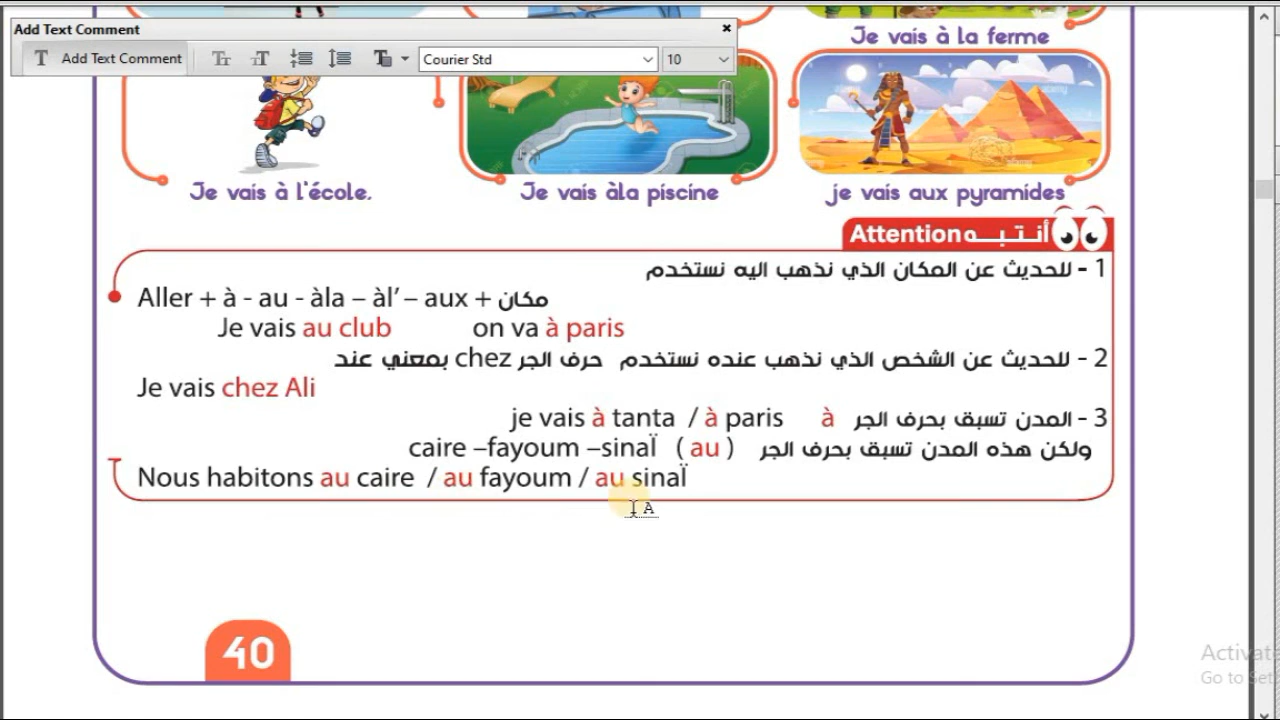 Add Text Comment
Add Text Comment
Courier Std
10
Je vais à la ferme
Je vais à l'école.
Je vais àla piscine
je vais aux pyramides
Attention أنـتـبـــه
1 - للحديث عن المكان الذي نذهب اليه نستخدم
Aller + à - au - àla – àl’ – aux + مكان
Je vais au club on va à paris
2 - للحديث عن الشخص الذي نذهب عنده نستخدم حرف الجر chez بمعني عند
Je vais chez Ali
3 - المدن تسبق بحرف الجر à je vais à tanta / à paris
ولكن هذه المدن تسبق بحرف الجر ( au ) caire –fayoum –sinaÏ
Nous habitons au caire / au fayoum / au sinaÏ
40